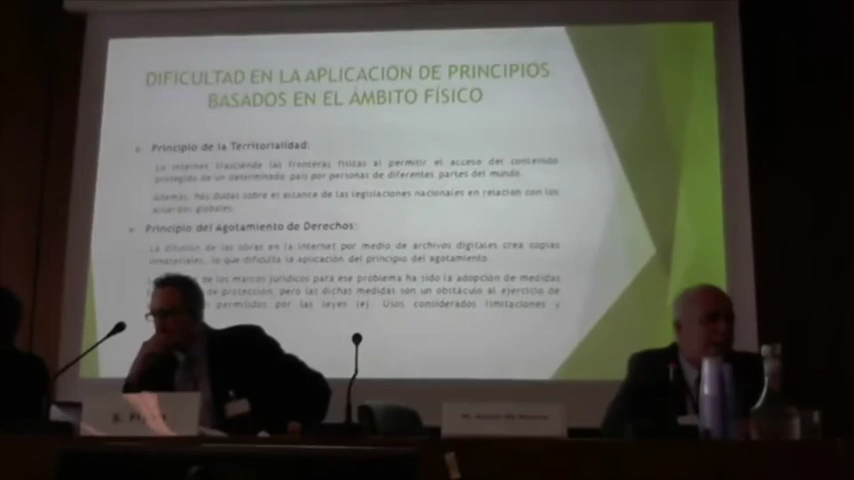 DIFICULTAD EN LA APLICACIÓN DE PRINCIPIOS
BASADOS EN EL ÁMBITO FÍSICO
Principio de la Territorialidad:
La internet trasciende las fronteras físicas al permitir el acceso del contenido
protegido de un determinado país por personas de diferentes partes del mundo.
Además, hay dudas sobre el alcance de las legislaciones nacionales en relación con los
acuerdos globales.
Principio del Agotamiento de Derechos:
La difusión de las obras en la internet por medio de archivos digitales crea copias
inmateriales, lo que dificulta la aplicación del principio del agotamiento.
de los marcos jurídicos para ese problema ha sido la adopción de medidas
de protección, pero las dichas medidas son un obstáculo al ejercicio de
permitidos por las leyes (ej. Usos considerados limitaciones y
S.